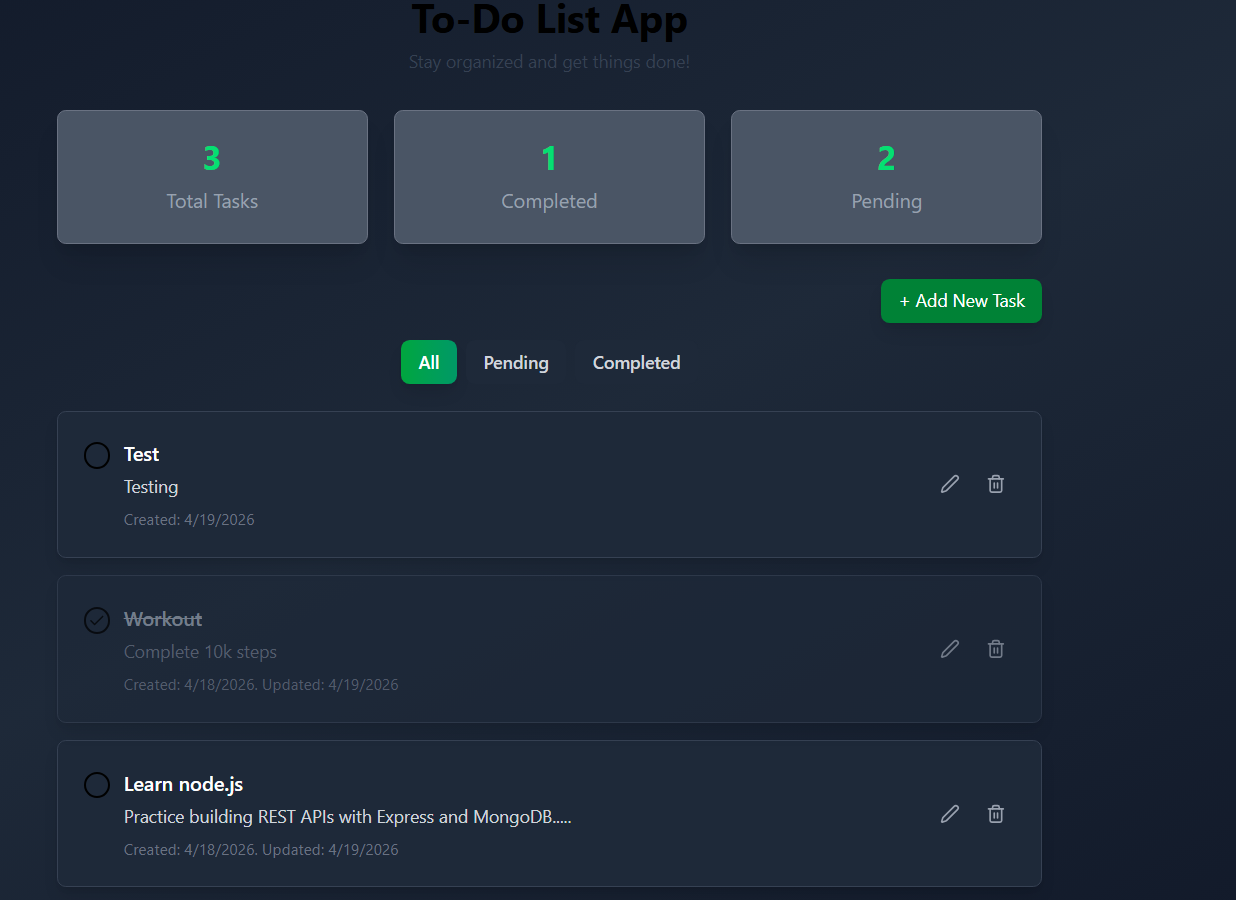 To-Do List App
Stay organized and get things done!
3
Total Tasks
1
Completed
2
Pending
+ Add New Task
All
Pending
Completed
Test
Testing
Created: 4/19/2026
Workout
Complete 10k steps
Created: 4/18/2026. Updated: 4/19/2026
Learn node.js
Practice building REST APIs with Express and MongoDB.....
Created: 4/18/2026. Updated: 4/19/2026